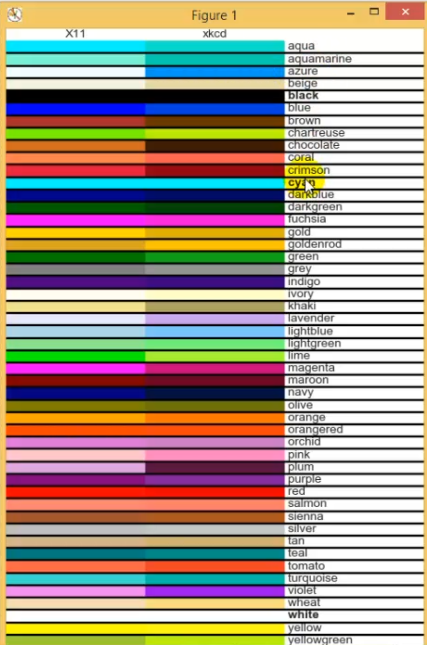 Figure 1
X11 xkcd
aqua
aquamarine
azure
beige
black
blue
brown
chartreuse
chocolate
coral
crimson
cyan
darkblue
darkgreen
fuchsia
gold
goldenrod
green
grey
indigo
ivory
khaki
lavender
lightblue
lightgreen
lime
magenta
maroon
navy
olive
orange
orangered
orchid
pink
plum
purple
red
salmon
sienna
silver
tan
teal
tomato
turquoise
violet
wheat
white
yellow
yellowgreen